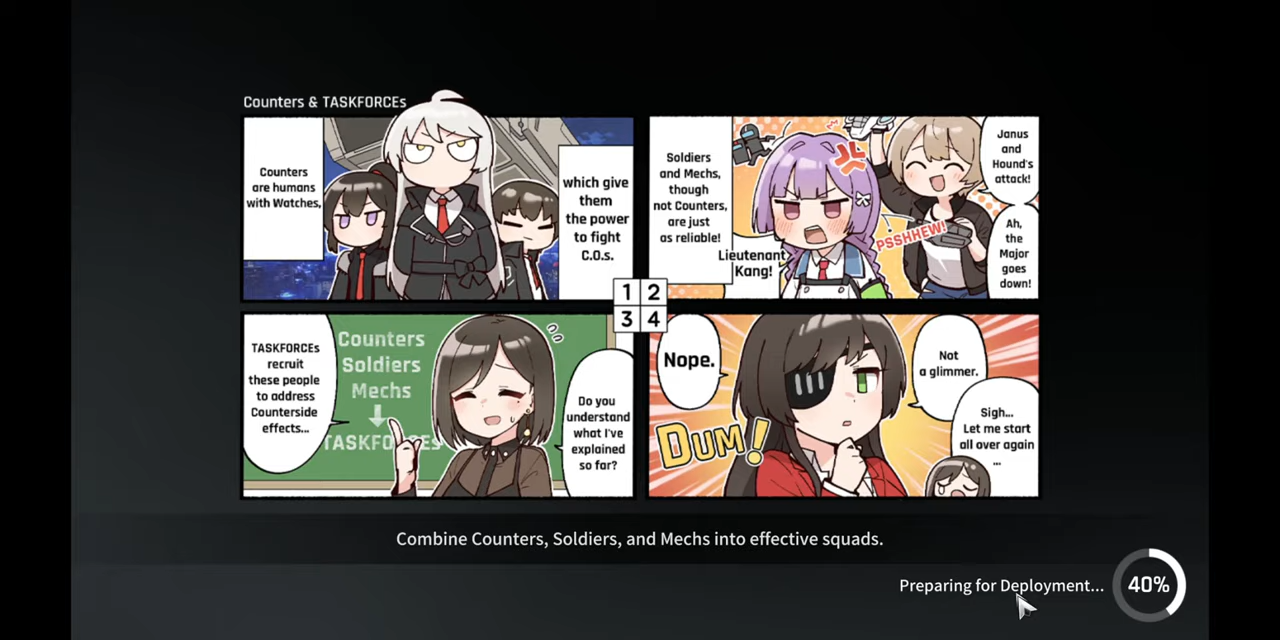 Counters & TASKFORCEs
Counters
are humans
with Watches,
which give
them
the power
to fight
C.O.s.
Soldiers
and Mechs,
though
not Counters,
are just
as reliable!
Lieutenant
Kang!
PSSHHEW!
Janus
and
Hound's
attack!
Ah,
the
Major
goes
down!
1 2
3 4
TASKFORCEs
recruit
these people
to address
Counterside
effects...
Counters
Soldiers
Mechs
TASKFORCEs
Do you
understand
what I've
explained
so far?
Nope.
DUM!
Not
a glimmer.
Sigh...
Let me start
all over again
...
Combine Counters, Soldiers, and Mechs into effective squads.
Preparing for Deployment...
40%